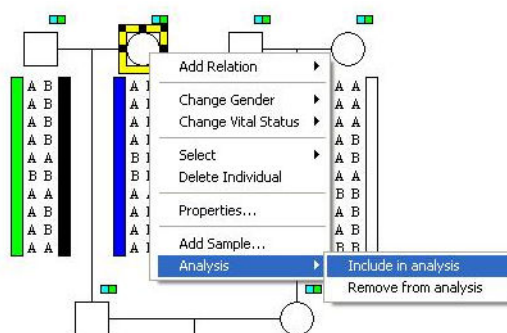 A B
A B
A B
A B
A A
B B
A A
A B
A B
A A
Add Relation
Change Gender
Change Vital Status
Select
Delete Individual
Properties...
Add Sample...
Analysis
Include in analysis
Remove from analysis
A A
A B
A B
A B
A B
A A
B B
A A
A B
B B